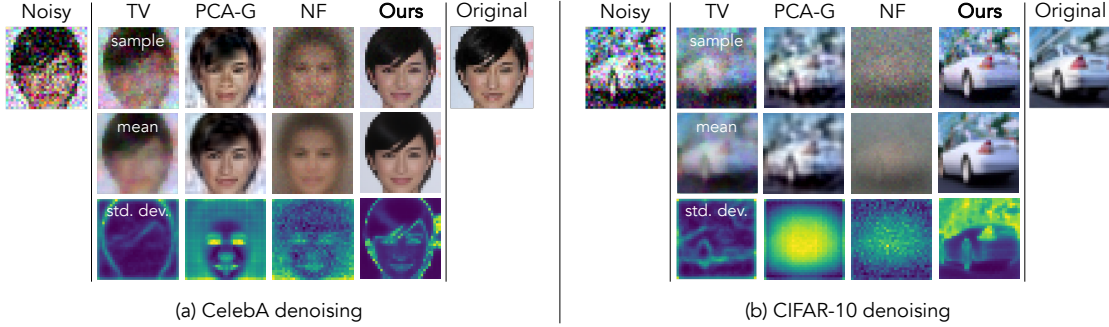 Noisy TV PCA-G NF Ours Original
sample
mean
std. dev.
(a) CelebA denoising
Noisy TV PCA-G NF Ours Original
sample
mean
std. dev.
(b) CIFAR-10 denoising